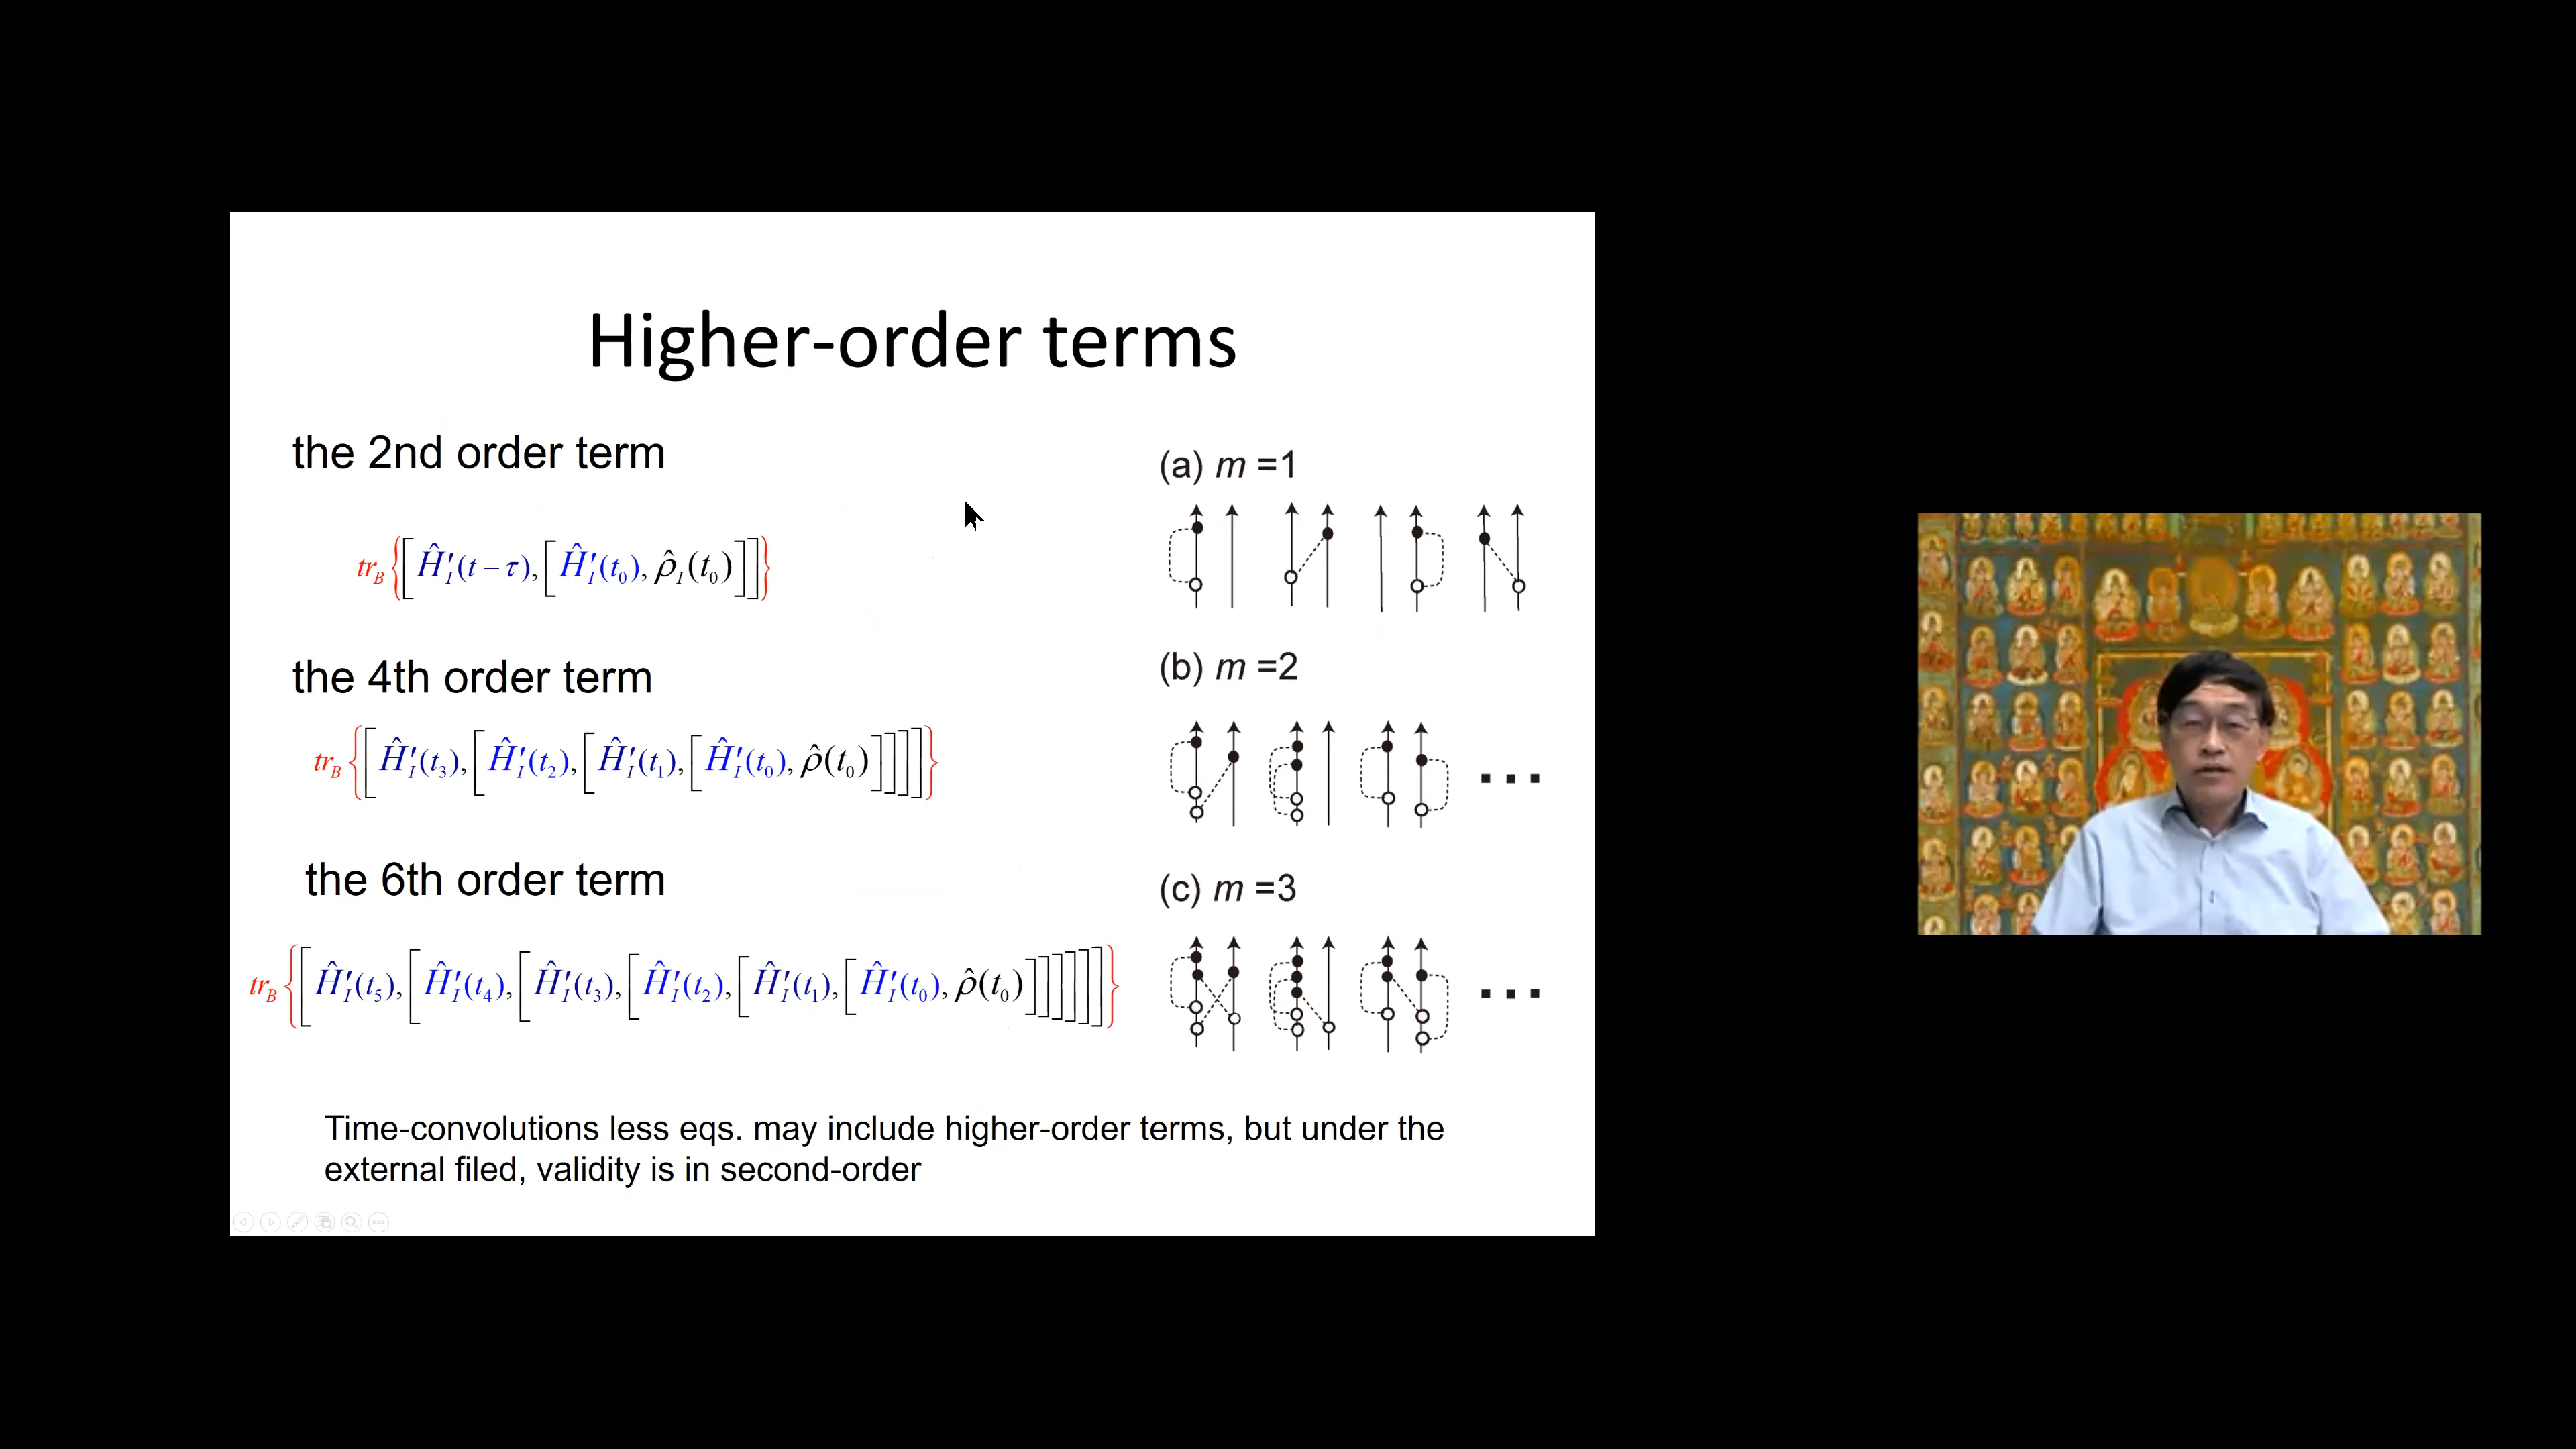 Higher-order terms
the 2nd order term
tr_B{[Ĥ'_I(t−τ),[Ĥ'_I(t_0),ρ̂_I(t_0)]]}
the 4th order term
tr_B{[Ĥ'_I(t_3),[Ĥ'_I(t_2),[Ĥ'_I(t_1),[Ĥ'_I(t_0),ρ̂(t_0)]]]]}
the 6th order term
tr_B{[Ĥ'_I(t_5),[Ĥ'_I(t_4),[Ĥ'_I(t_3),[Ĥ'_I(t_2),[Ĥ'_I(t_1),[Ĥ'_I(t_0),ρ̂(t_0)]]]]]]}
(a) m =1
(b) m =2
...
(c) m =3
...
Time-convolutions less eqs. may include higher-order terms, but under the
external filed, validity is in second-order